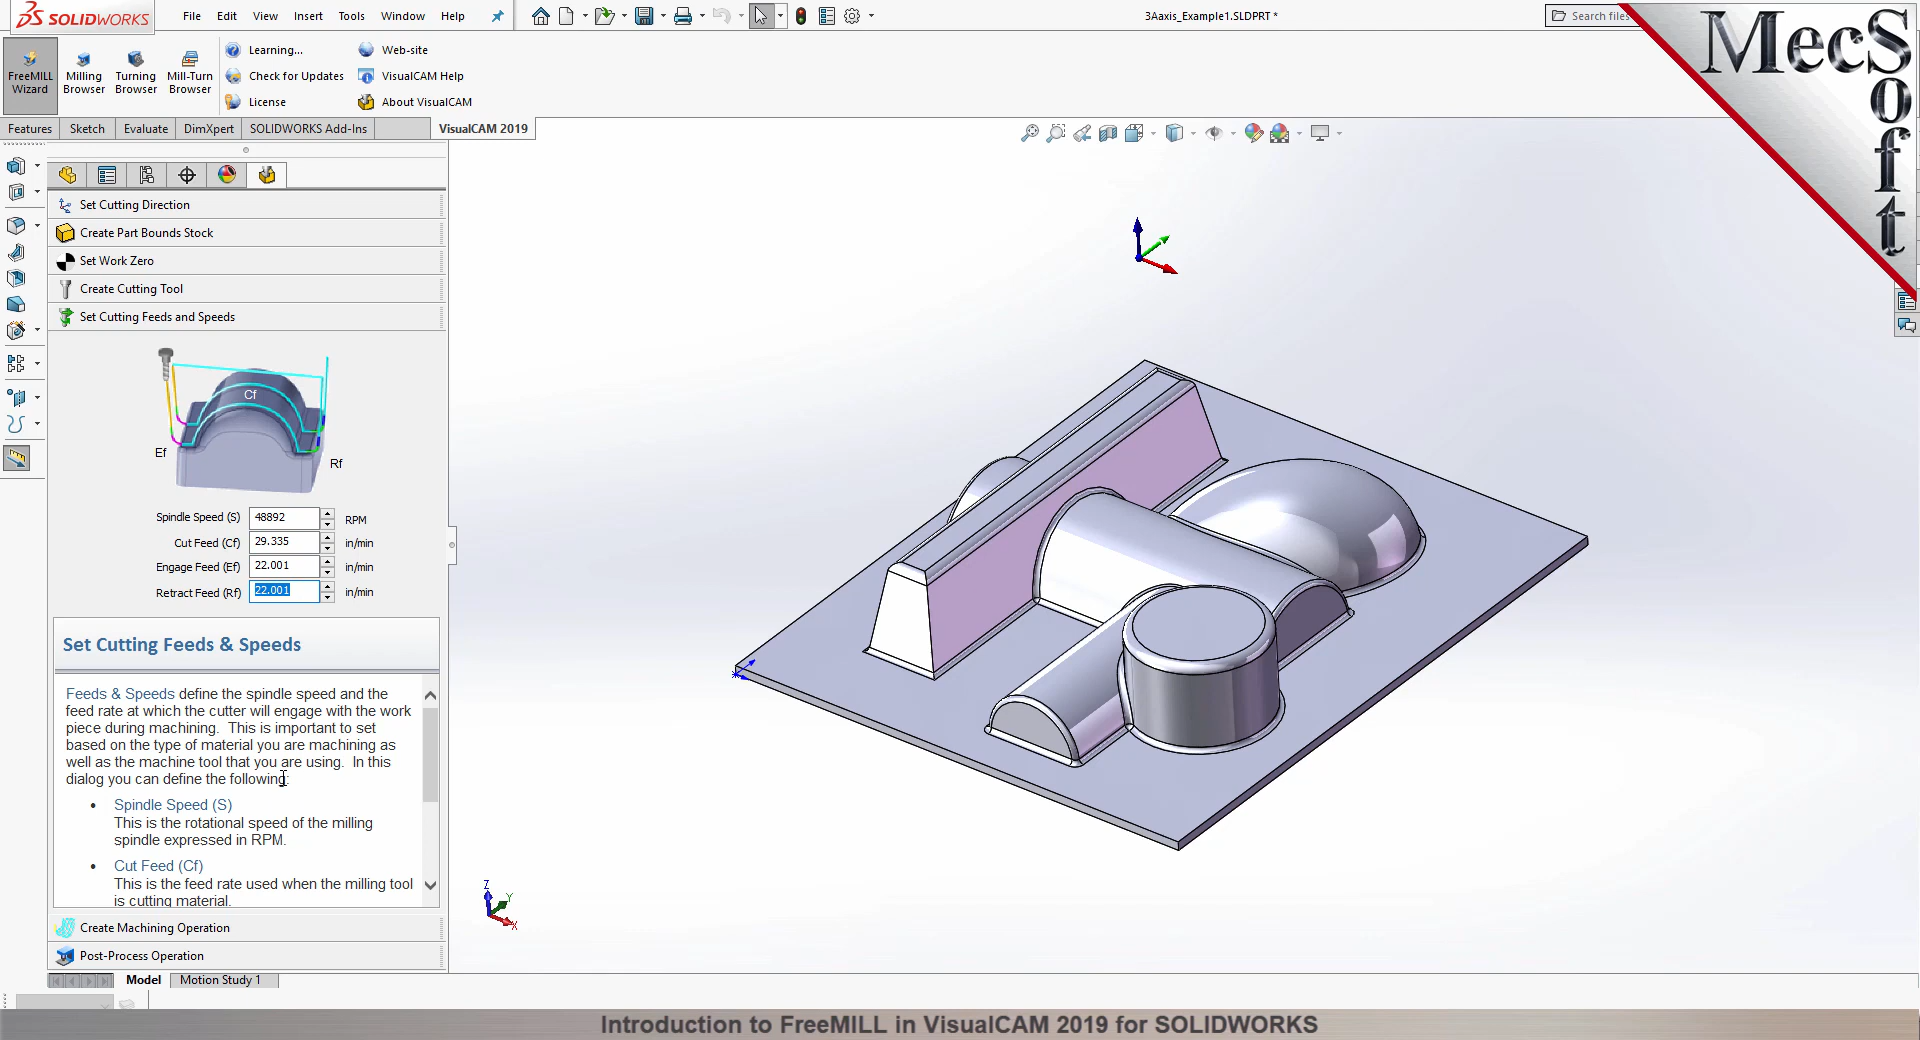 SOLIDWORKS
File Edit View Insert Tools Window Help
3Aaxis_Example1.SLDPRT *
Search files
MecSoft
FreeMILL Wizard
Milling Browser
Turning Browser
Mill-Turn Browser
Learning...
Check for Updates
License
Web-site
VisualCAM Help
About VisualCAM
Features Sketch Evaluate DimXpert SOLIDWORKS Add-Ins VisualCAM 2019
Set Cutting Direction
Create Part Bounds Stock
Set Work Zero
Create Cutting Tool
Set Cutting Feeds and Speeds
Cf
Ef
Rf
Spindle Speed (S) 48892 RPM
Cut Feed (Cf) 29.335 in/min
Engage Feed (Ef) 22.001 in/min
Retract Feed (Rf) 22.001 in/min
Set Cutting Feeds & Speeds
Feeds & Speeds define the spindle speed and the
feed rate at which the cutter will engage with the work
piece during machining. This is important to set
based on the type of material you are machining as
well as the machine tool that you are using. In this
dialog you can define the following:
• Spindle Speed (S)
This is the rotational speed of the milling
spindle expressed in RPM.
• Cut Feed (Cf)
This is the feed rate used when the milling tool
is cutting material.
Create Machining Operation
Post-Process Operation
Z
Y
X
Model Motion Study 1
Introduction to FreeMILL in VisualCAM 2019 for SOLIDWORKS